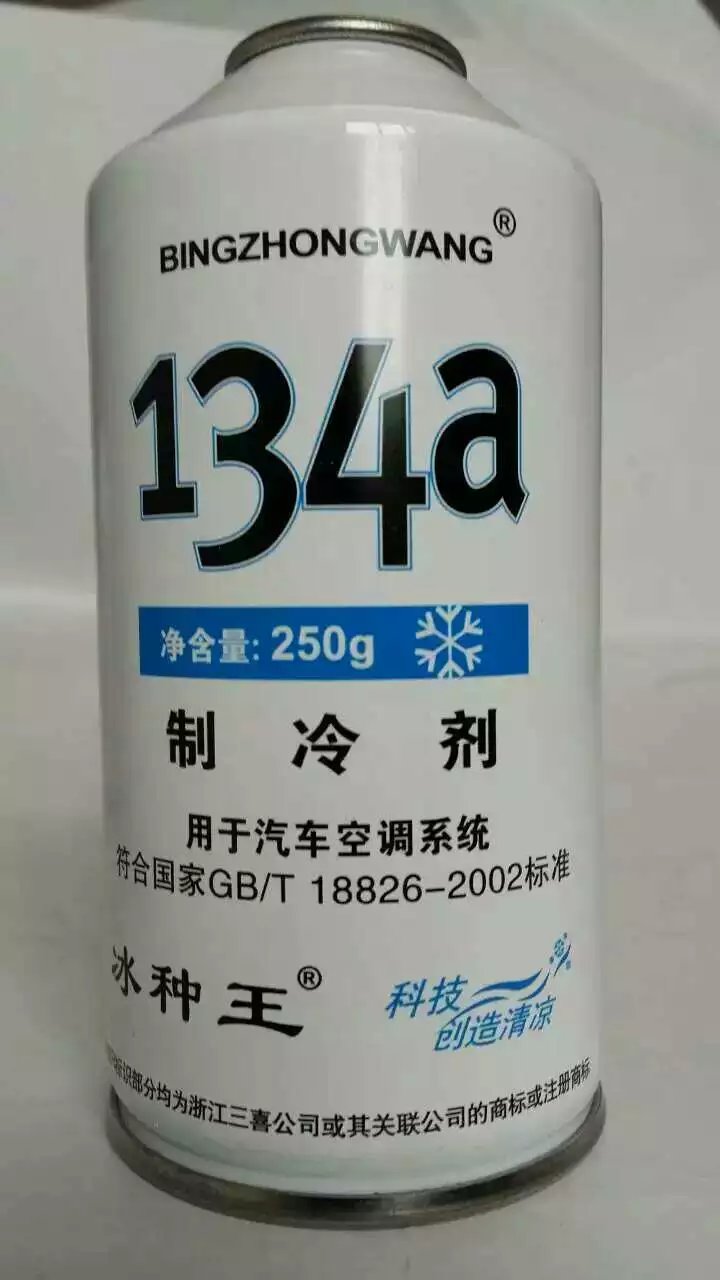 BINGZHONGWANG®
134a
净含量: 250g
制冷剂
用于汽车空调系统
符合国家GB/T 18826-2002标准
冰种王®
科技
创造清凉
标识部分均为浙江三喜公司或其关联公司的商标或注册商标